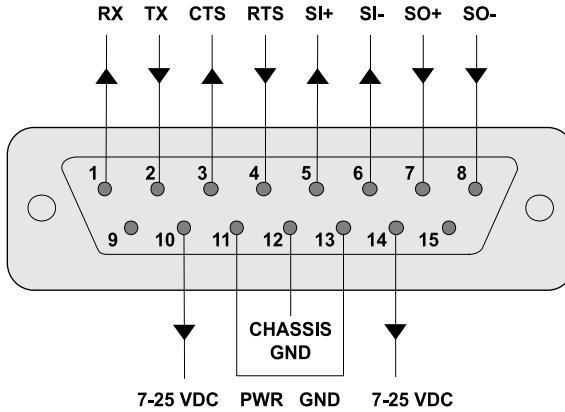 RX TX CTS RTS SI+ SI- SO+ SO-
1 2 3 4 5 6 7 8
9 10 11 12 13 14 15
CHASSIS
GND
7-25 VDC PWR GND 7-25 VDC